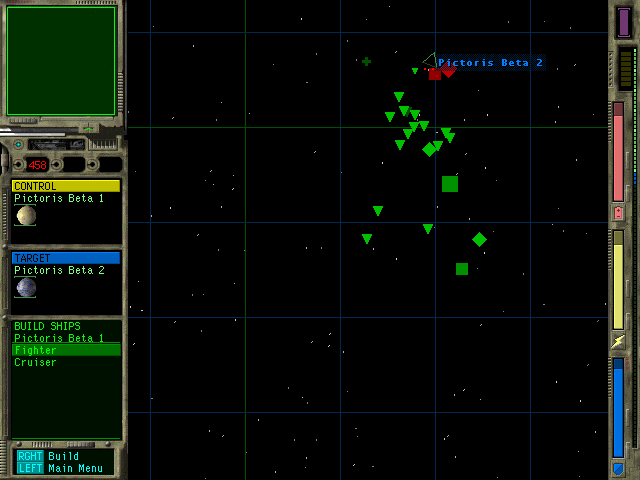 Pictoris Beta 2
458
CONTROL
Pictoris Beta 1
TARGET
Pictoris Beta 2
BUILD SHIPS
Pictoris Beta 1
Fighter
Cruiser
RGHT Build
LEFT Main Menu